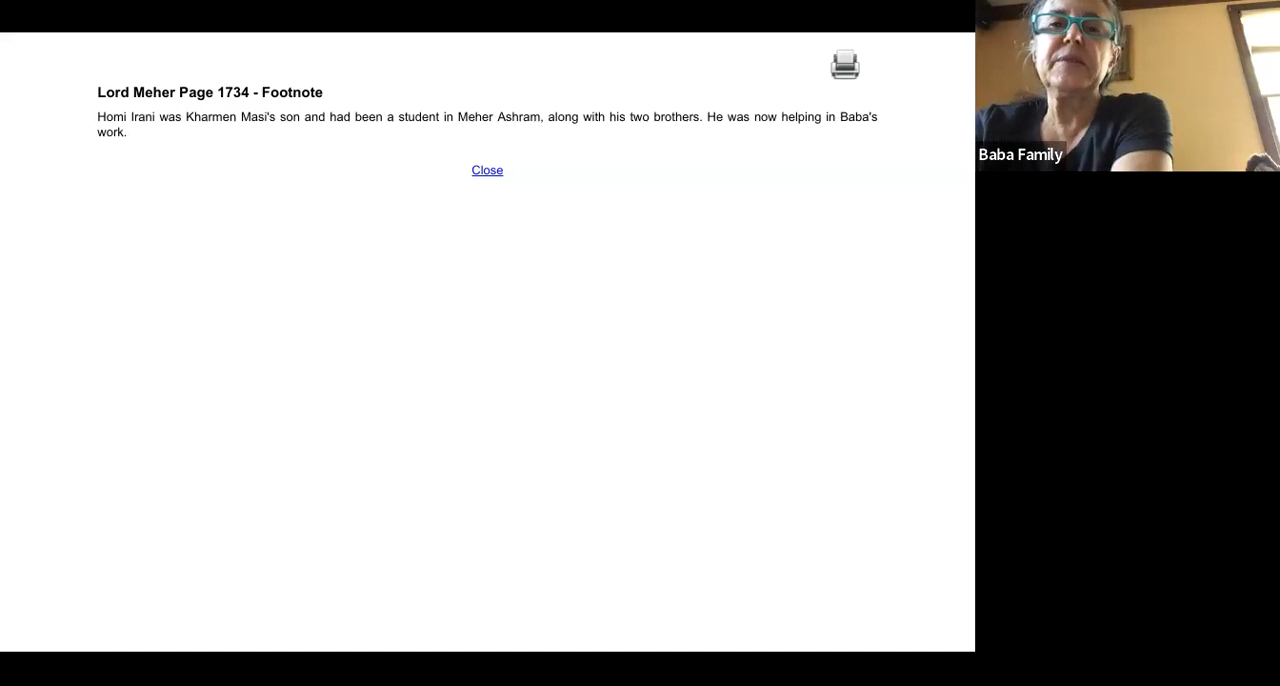 Lord Meher Page 1734 - Footnote
Homi Irani was Kharmen Masi's son and had been a student in Meher Ashram, along with his two brothers. He was now helping in Baba's
work.
Close
Baba Family